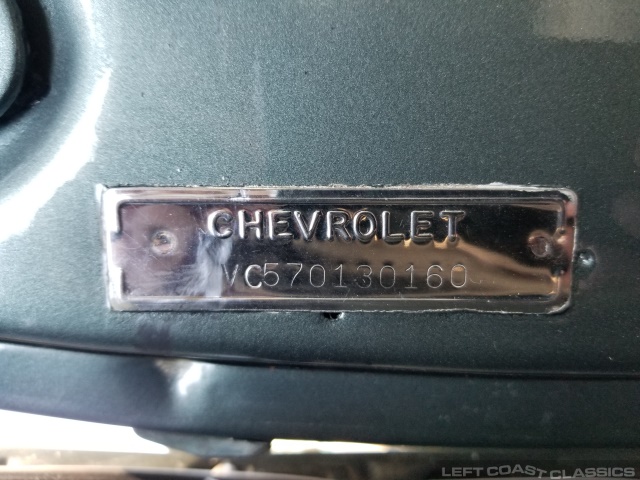 CHEVROLET
VC570130160
LEFT COAST CLASSICS